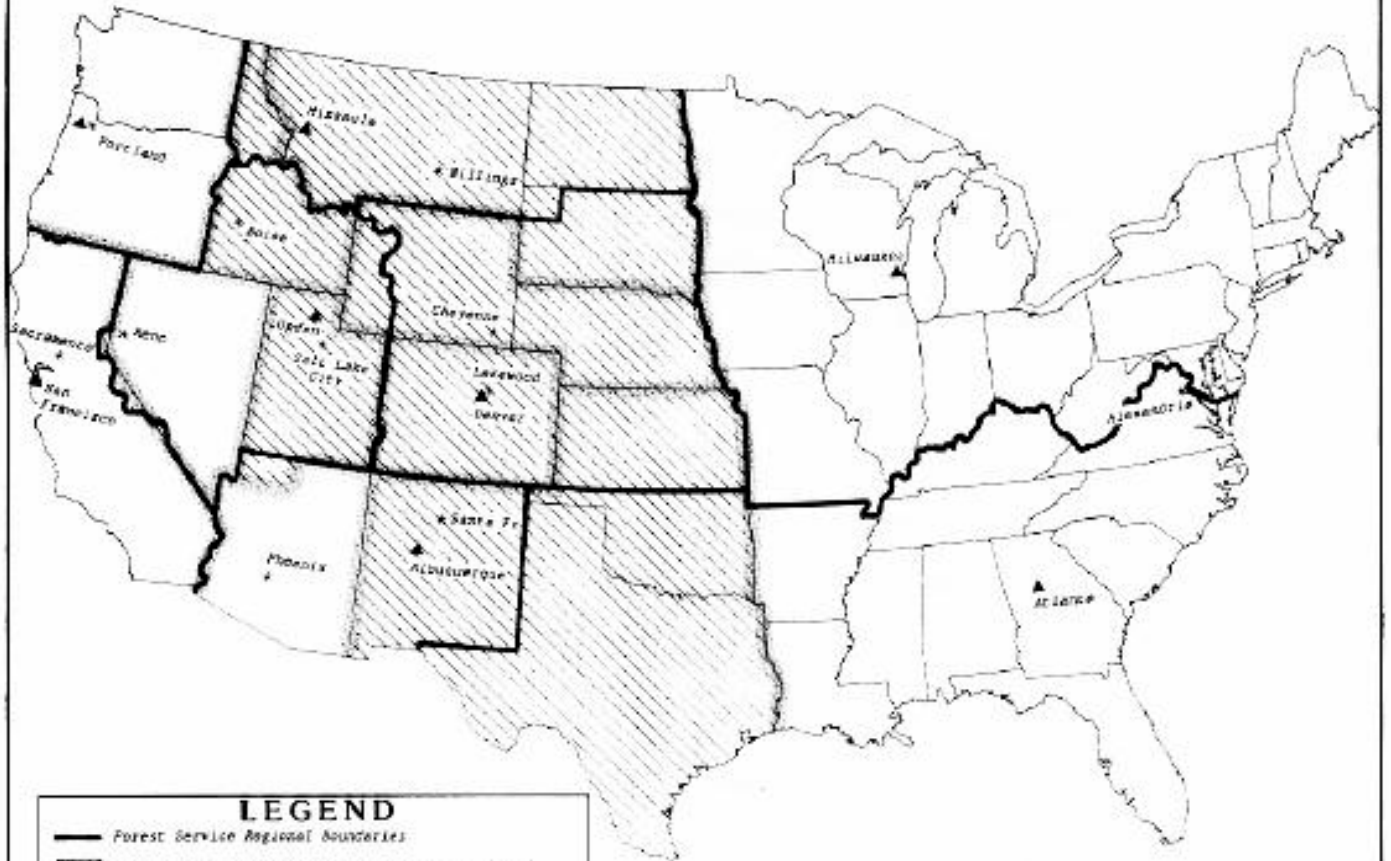 Missoula
Portland
Billings
Boise
Milwaukee
Cheyenne
Ogden
Sacramento
Reno
Salt Lake
City
Lakewood
San
Francisco
Denver
Alexandria
Santa Fe
Phoenix
Albuquerque
Atlanta
LEGEND
Forest Service Regional Boundaries